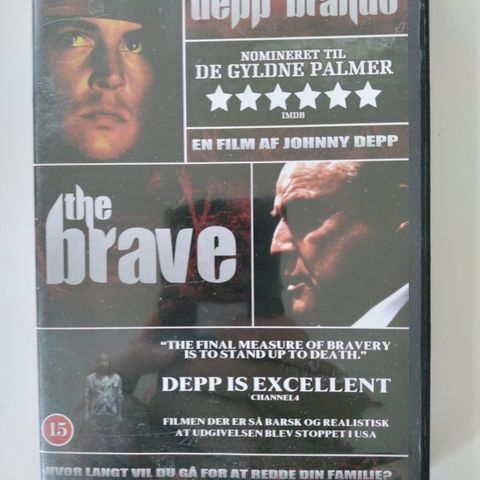 depp brando
NOMINERET TIL
DE GYLDNE PALMER
IMDB
EN FILM AF JOHNNY DEPP
the
brave
"THE FINAL MEASURE OF BRAVERY
IS TO STAND UP TO DEATH."
DEPP IS EXCELLENT
CHANNEL4
FILMEN DER ER SÅ BARSK OG REALISTISK
AT UDGIVELSEN BLEV STOPPET I USA
15
HVOR LANGT VIL DU GÅ FOR AT REDDE DIN FAMILIE?